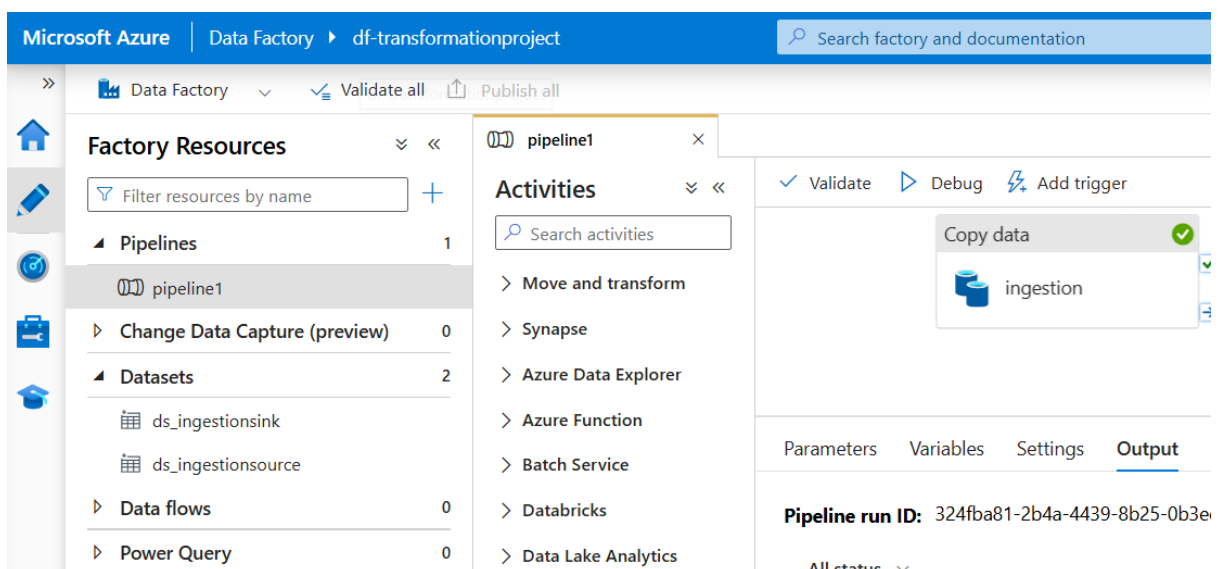 Microsoft Azure
Data Factory
df-transformationproject
Search factory and documentation
Data Factory
Validate all
Publish all
Factory Resources
Filter resources by name
Pipelines 1
pipeline1
Change Data Capture (preview) 0
Datasets 2
ds_ingestionsink
ds_ingestionsource
Data flows 0
Power Query 0
pipeline1
Activities
Search activities
Move and transform
Synapse
Azure Data Explorer
Azure Function
Batch Service
Databricks
Data Lake Analytics
Validate
Debug
Add trigger
Copy data
ingestion
Parameters Variables Settings Output
Pipeline run ID: 324fba81-2b4a-4439-8b25-0b3e
All status